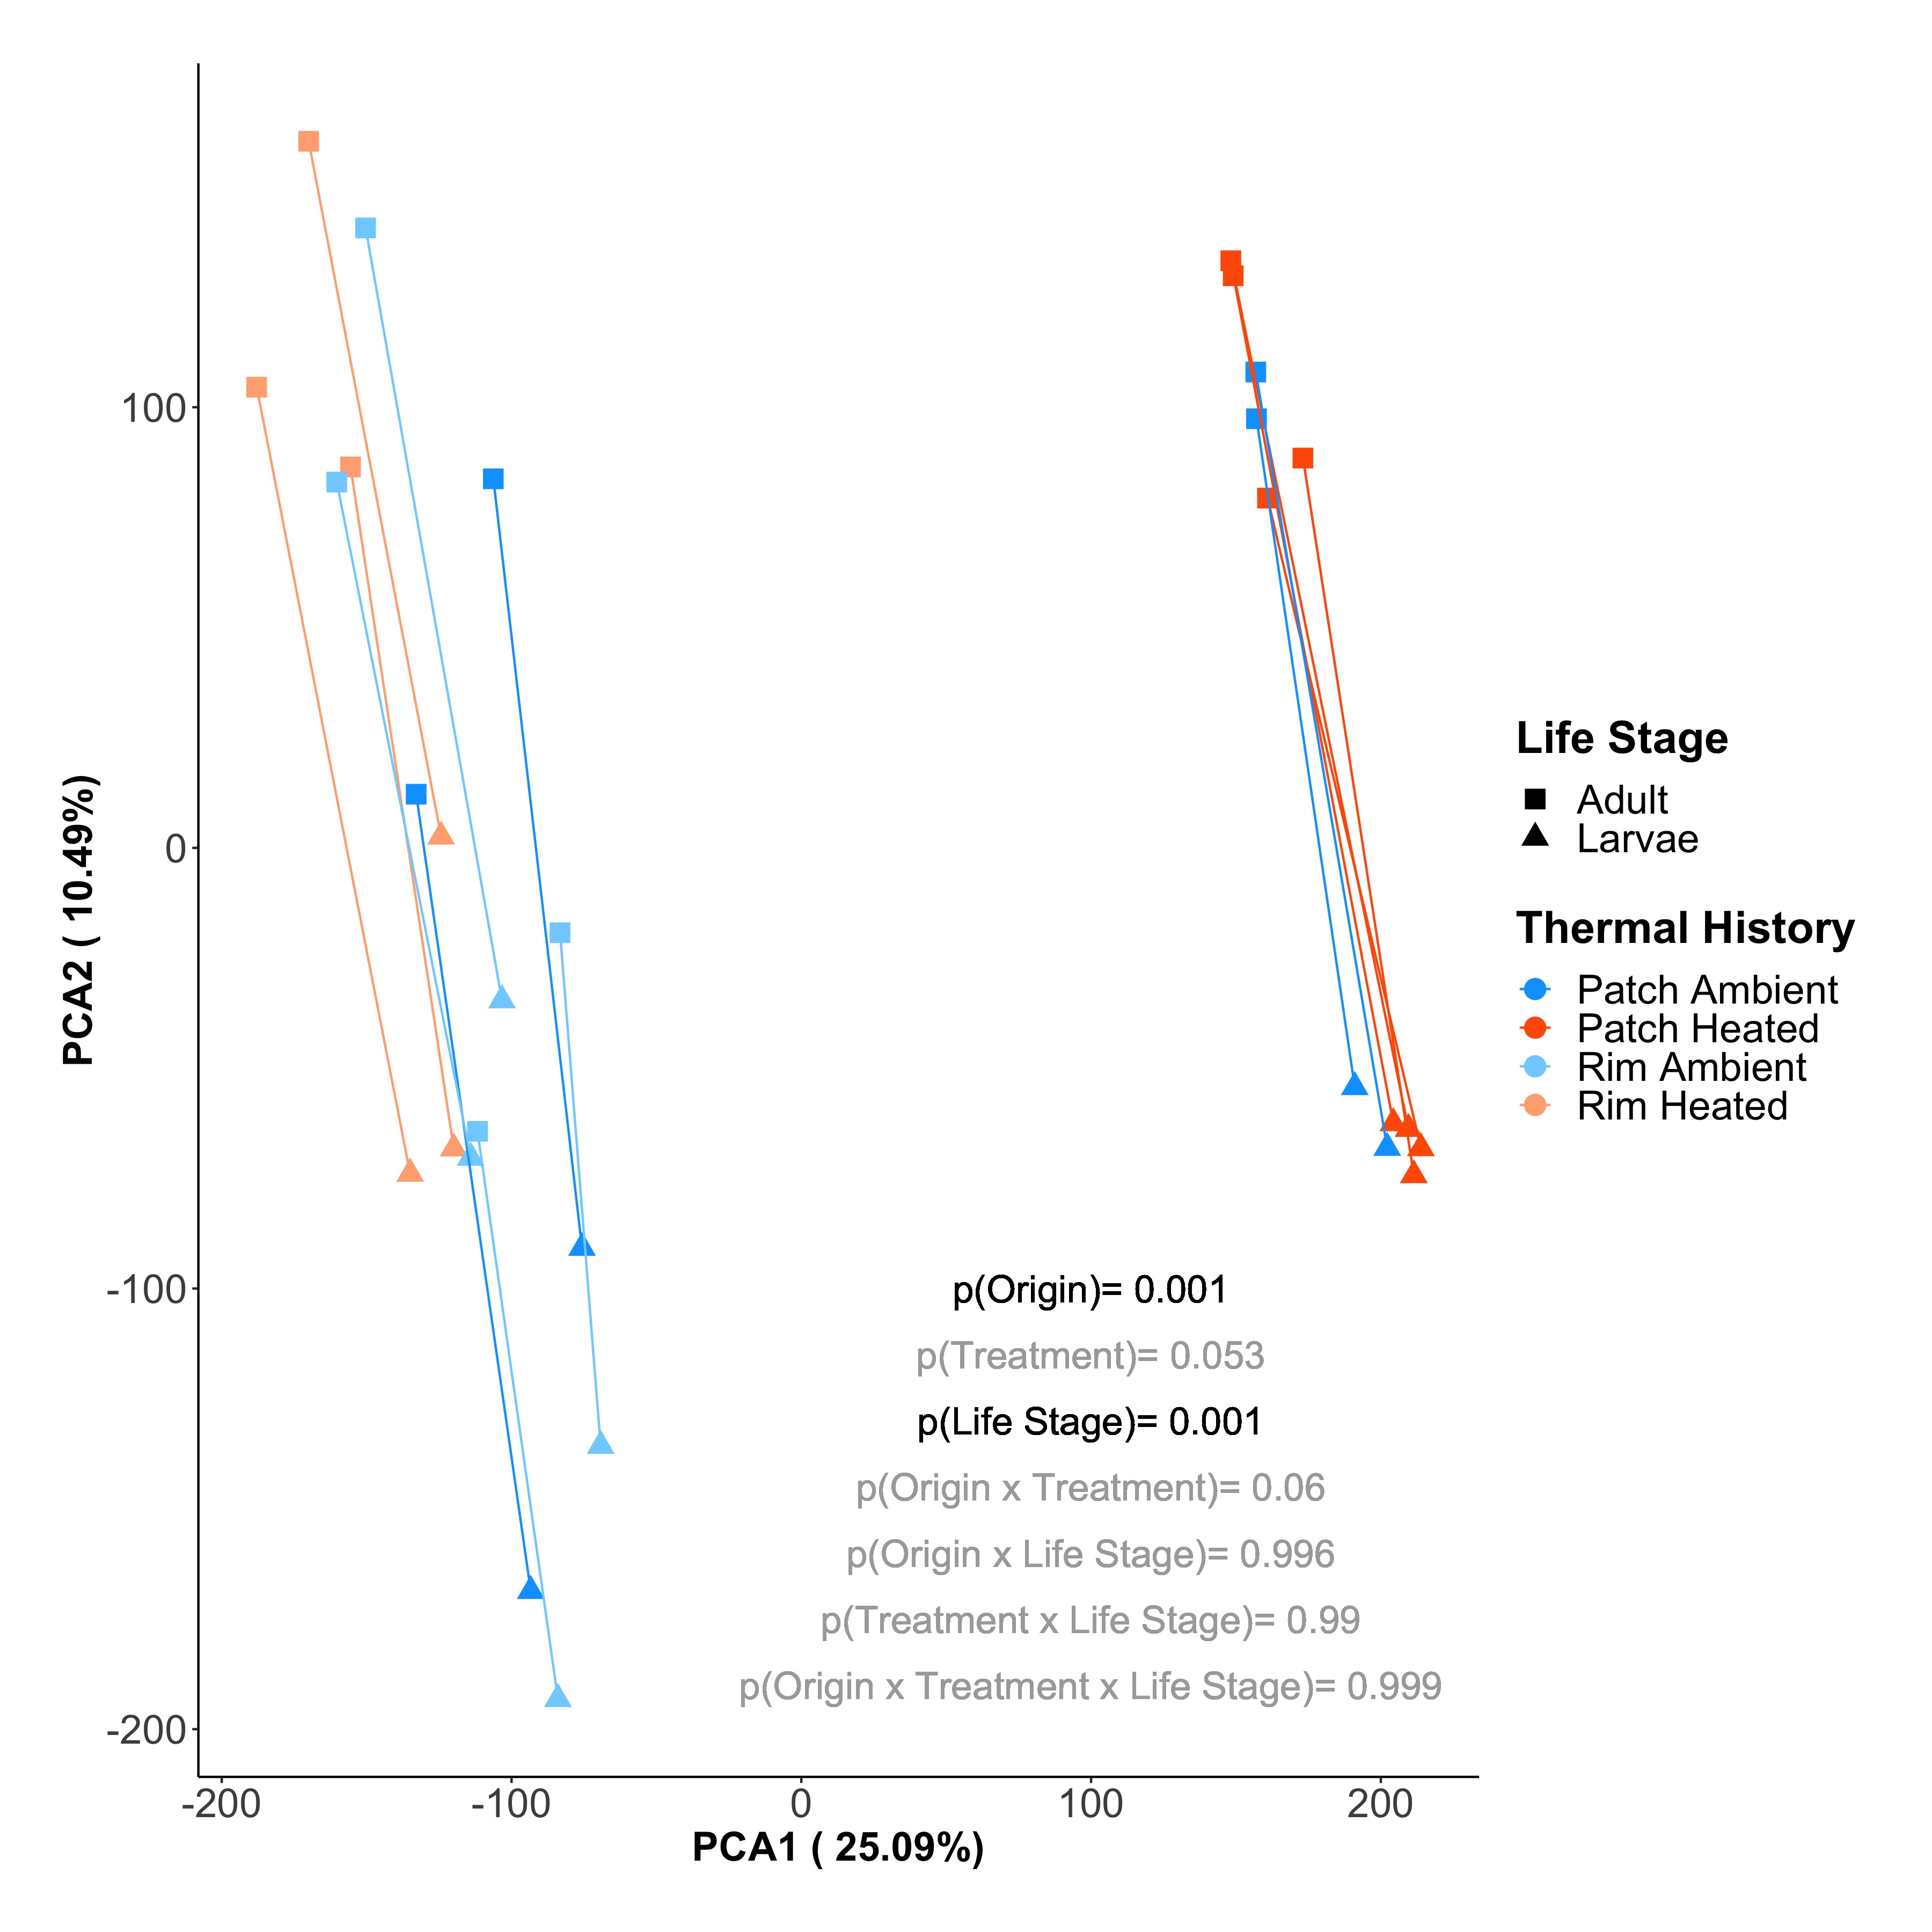 100
0
-100
-200
PCA2 ( 10.49%)
-200
-100
0
100
200
PCA1 ( 25.09%)
p(Origin)= 0.001
p(Treatment)= 0.053
p(Life Stage)= 0.001
p(Origin x Treatment)= 0.06
p(Origin x Life Stage)= 0.996
p(Treatment x Life Stage)= 0.99
p(Origin x Treatment x Life Stage)= 0.999
Life Stage
Adult
Larvae
Thermal History
Patch Ambient
Patch Heated
Rim Ambient
Rim Heated